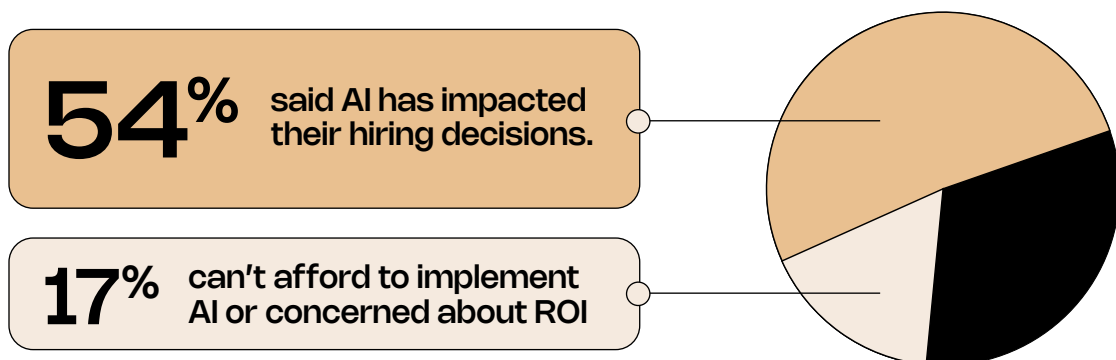 54%
said AI has impacted
their hiring decisions.
17%
can't afford to implement
AI or concerned about ROI